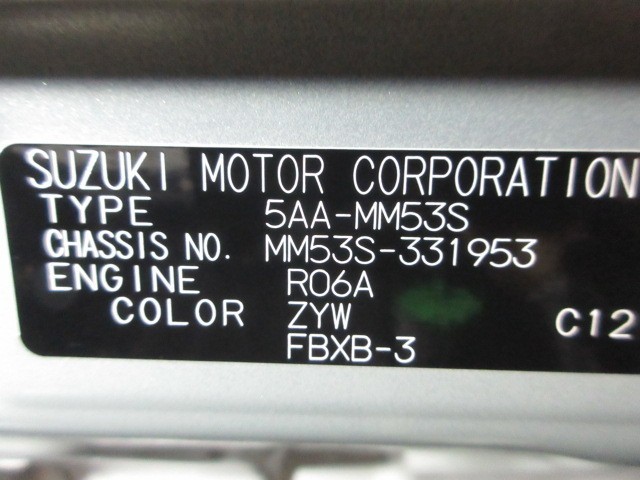 SUZUKI MOTOR CORPORATION
TYPE 5AA-MM53S
CHASSIS NO. MM53S-331953
ENGINE R06A
COLOR ZYW C12
FBXB-3